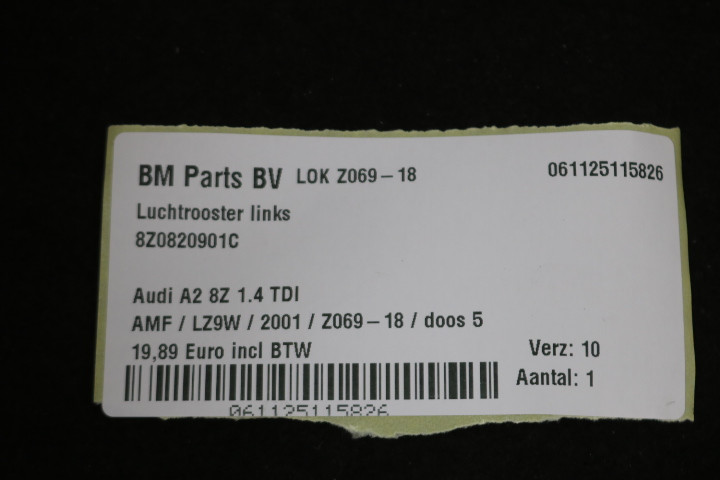 BM Parts BV LOK Z069-18 061125115826
Luchtrooster links
8Z0820901C
Audi A2 8Z 1.4 TDI
AMF / LZ9W / 2001 / Z069-18 / doos 5
19,89 Euro incl BTW Verz: 10
Aantal: 1
061125115826